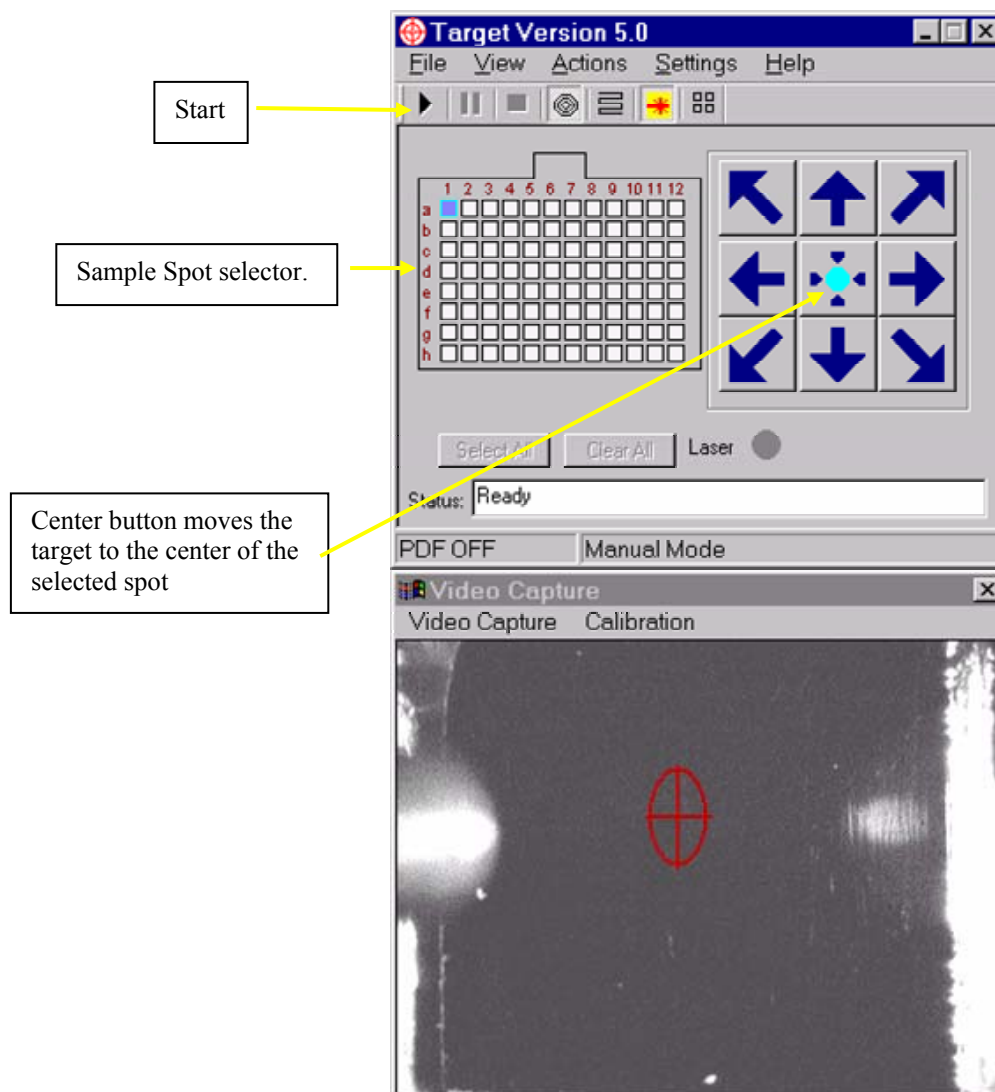 Target Version 5.0
File View Actions Settings Help
Start
1 2 3 4 5 6 7 8 9 10 11 12
a
b
c
d
e
f
g
h
Sample Spot selector.
Select All Clear All Laser
Status: Ready
Center button moves the
target to the center of the
selected spot
PDF OFF Manual Mode
Video Capture
Video Capture Calibration